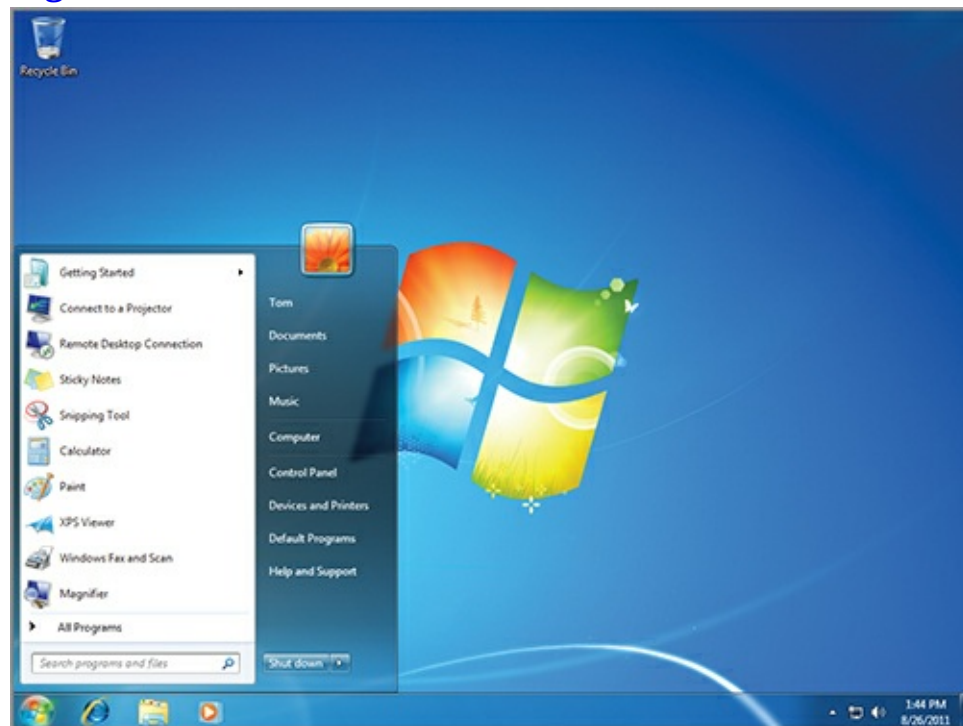 Recycle Bin
Getting Started
Connect to a Projector
Remote Desktop Connection
Sticky Notes
Snipping Tool
Calculator
Paint
XPS Viewer
Windows Fax and Scan
Magnifier
All Programs
Search programs and files
Tom
Documents
Pictures
Music
Computer
Control Panel
Devices and Printers
Default Programs
Help and Support
Shut down
1:44 PM
8/26/2011